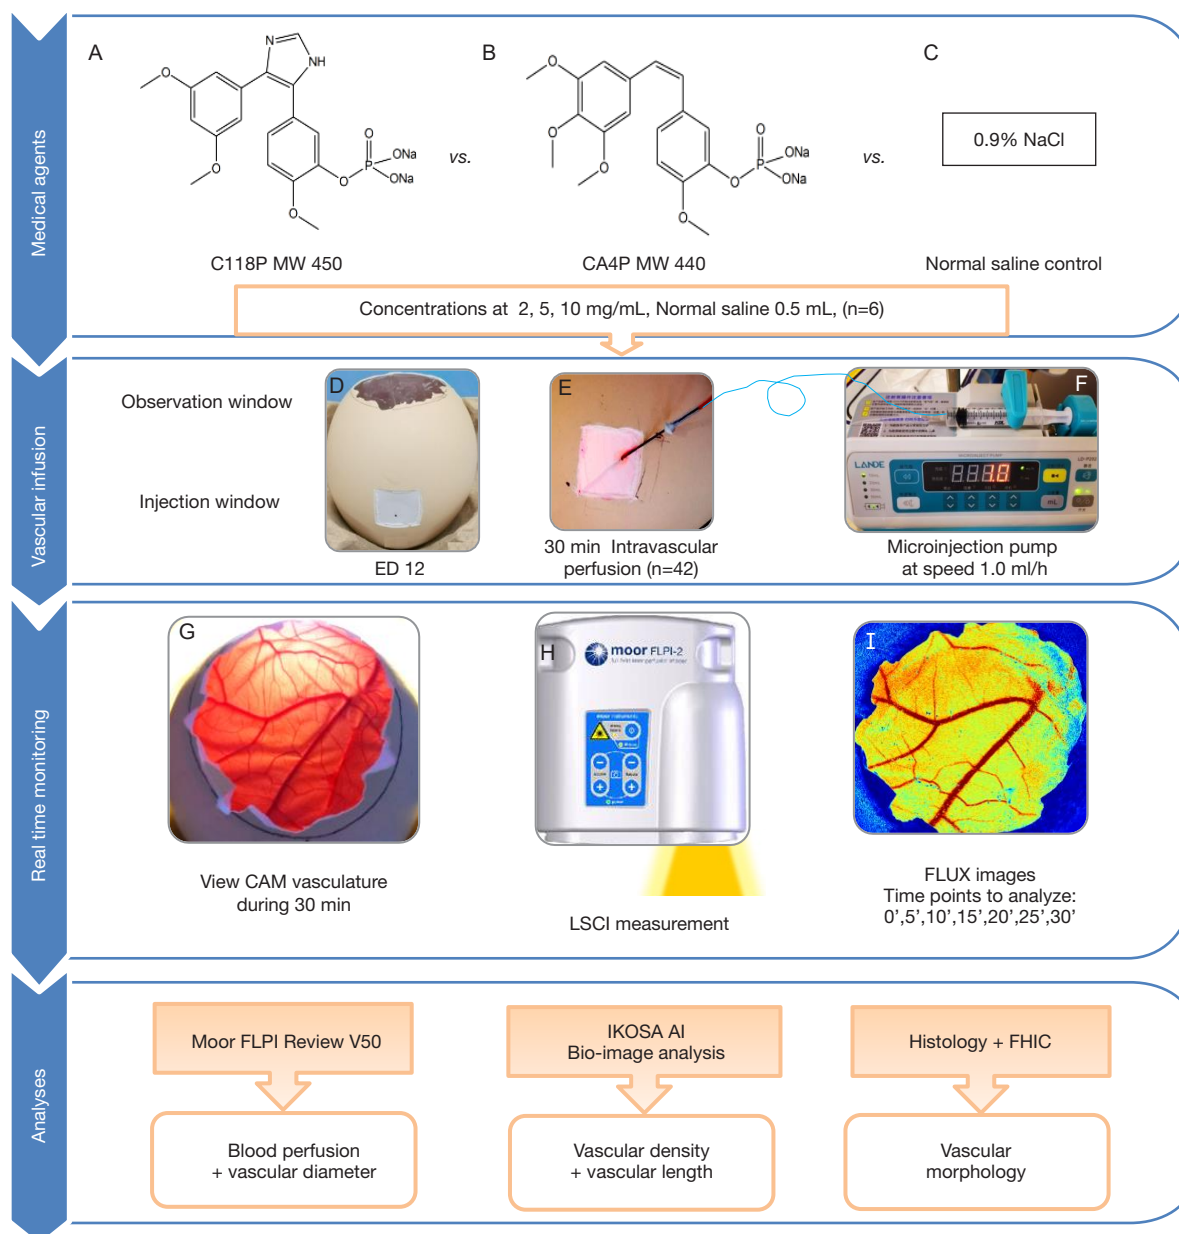 Medical agents
A
B
C
N
NH
O
O
O
O
P
ONa
ONa
O
vs.
O
O
O
O
O
P
ONa
ONa
O
vs.
0.9% NaCl
C118P MW 450
CA4P MW 440
Normal saline control
Concentrations at 2, 5, 10 mg/mL, Normal saline 0.5 mL, (n=6)
Vascular infusion
Observation window
Injection window
D
ED 12
E
30 min Intravascular
perfusion (n=42)
F
LANDE
MICROINJECTION PUMP
Microinjection pump
at speed 1.0 ml/h
Real time monitoring
G
View CAM vasculature
during 30 min
H
moor FLPI-2
LSCI measurement
I
FLUX images
Time points to analyze:
0’,5’,10’,15’,20’,25’,30’
Analyses
Moor FLPI Review V50
IKOSA AI
Bio-image analysis
Histology + FHIC
Blood perfusion
+ vascular diameter
Vascular density
+ vascular length
Vascular
morphology